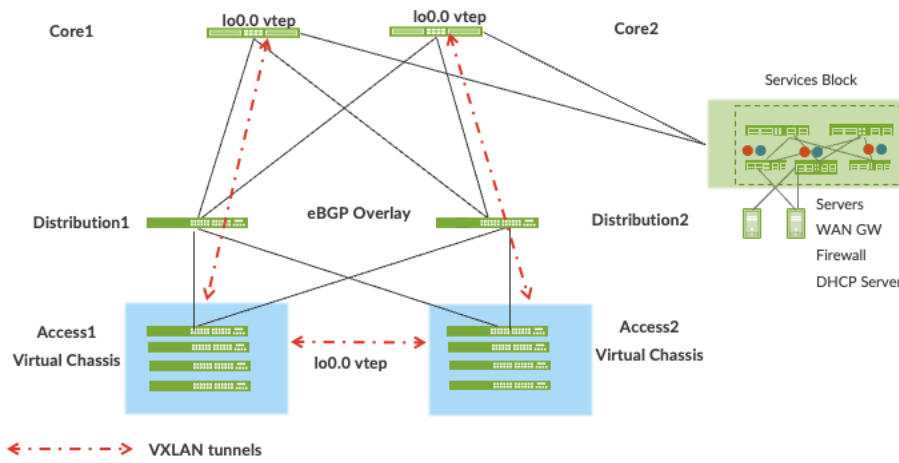 lo0.0 vtep
lo0.0 vtep
Core1
Core2
Services Block
Distribution1
eBGP Overlay
Distribution2
Servers
WAN GW
Firewall
DHCP Server
Access1
Virtual Chassis
Access2
Virtual Chassis
lo0.0 vtep
VXLAN tunnels